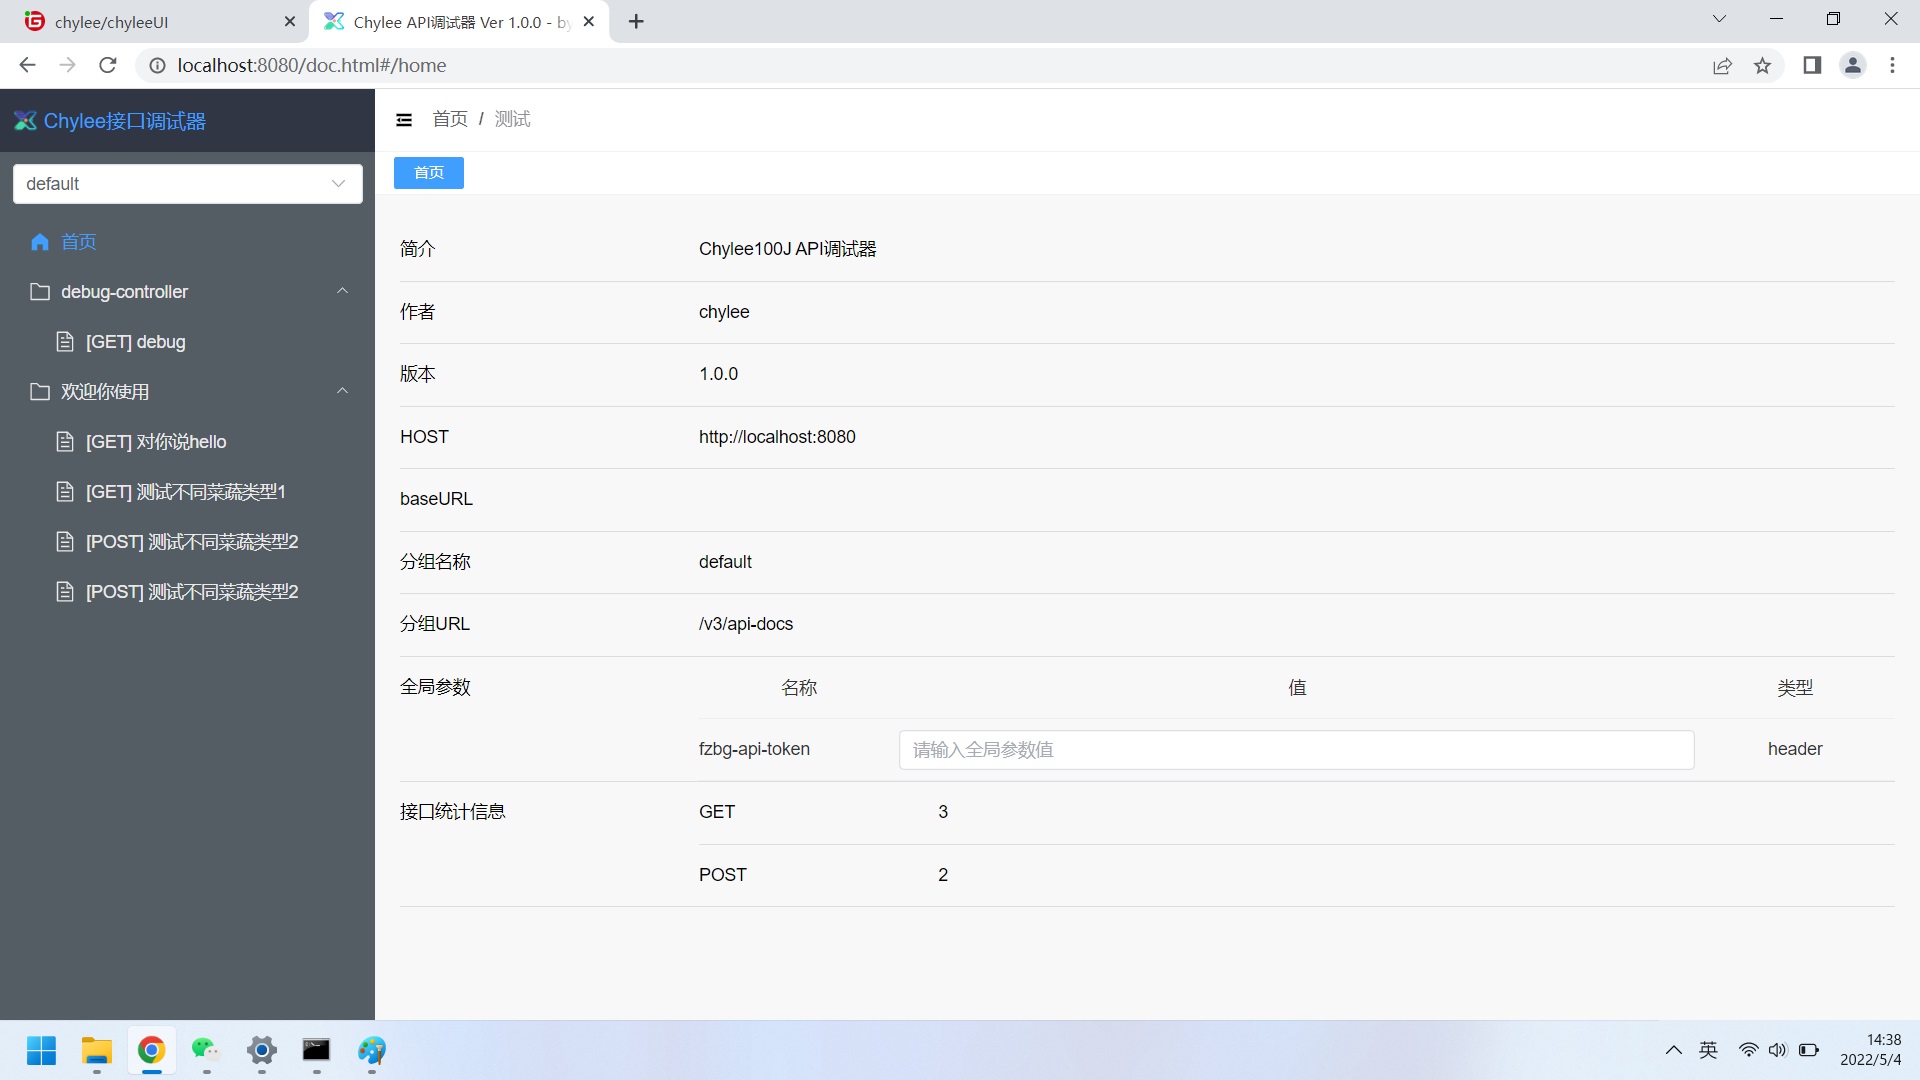 chylee/chyleeUI
Chylee API调试器 Ver 1.0.0 - by
localhost:8080/doc.html#/home
Chylee接口调试器
default
首页
debug-controller
[GET] debug
欢迎你使用
[GET] 对你说hello
[GET] 测试不同菜蔬类型1
[POST] 测试不同菜蔬类型2
[POST] 测试不同菜蔬类型2
首页 / 测试
首页
简介 Chylee100J API调试器
作者 chylee
版本 1.0.0
HOST http://localhost:8080
baseURL
分组名称 default
分组URL /v3/api-docs
全局参数 名称 值 类型
fzbg-api-token 请输入全局参数值 header
接口统计信息 GET 3
POST 2
英
14:38
2022/5/4